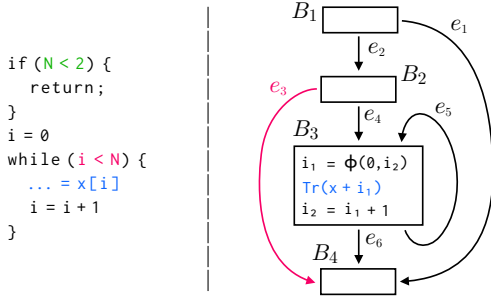 if (N < 2) {
return;
}
i = 0
while (i < N) {
... = x[i]
i = i + 1
}
B1
e1
e2
B2
e3
e4
e5
B3
i1 = ϕ(0,i2)
Tr(x + i1)
i2 = i1 + 1
e6
B4